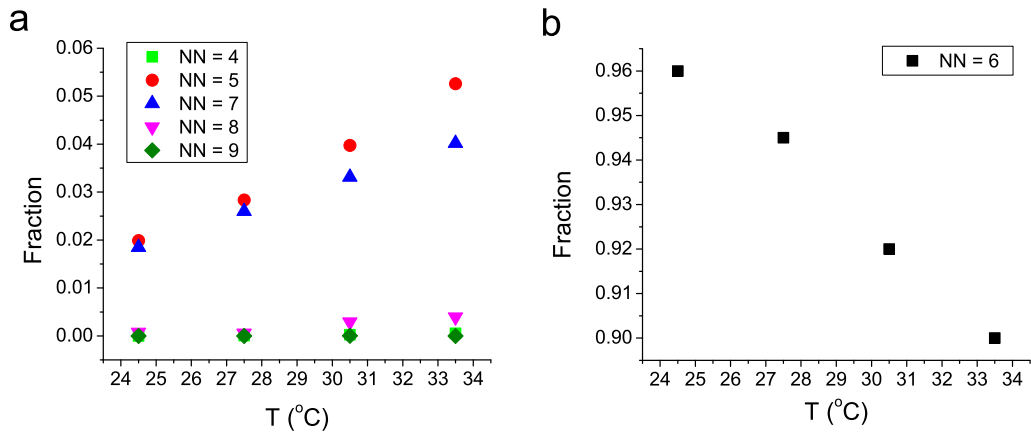 a
0.06
0.05
0.04
0.03
0.02
0.01
0.00
Fraction
NN = 4
NN = 5
NN = 7
NN = 8
NN = 9
24 25 26 27 28 29 30 31 32 33 34
T (°C)
b
0.96
0.95
0.94
0.93
0.92
0.91
0.90
Fraction
NN = 6
24 25 26 27 28 29 30 31 32 33 34
T (°C)